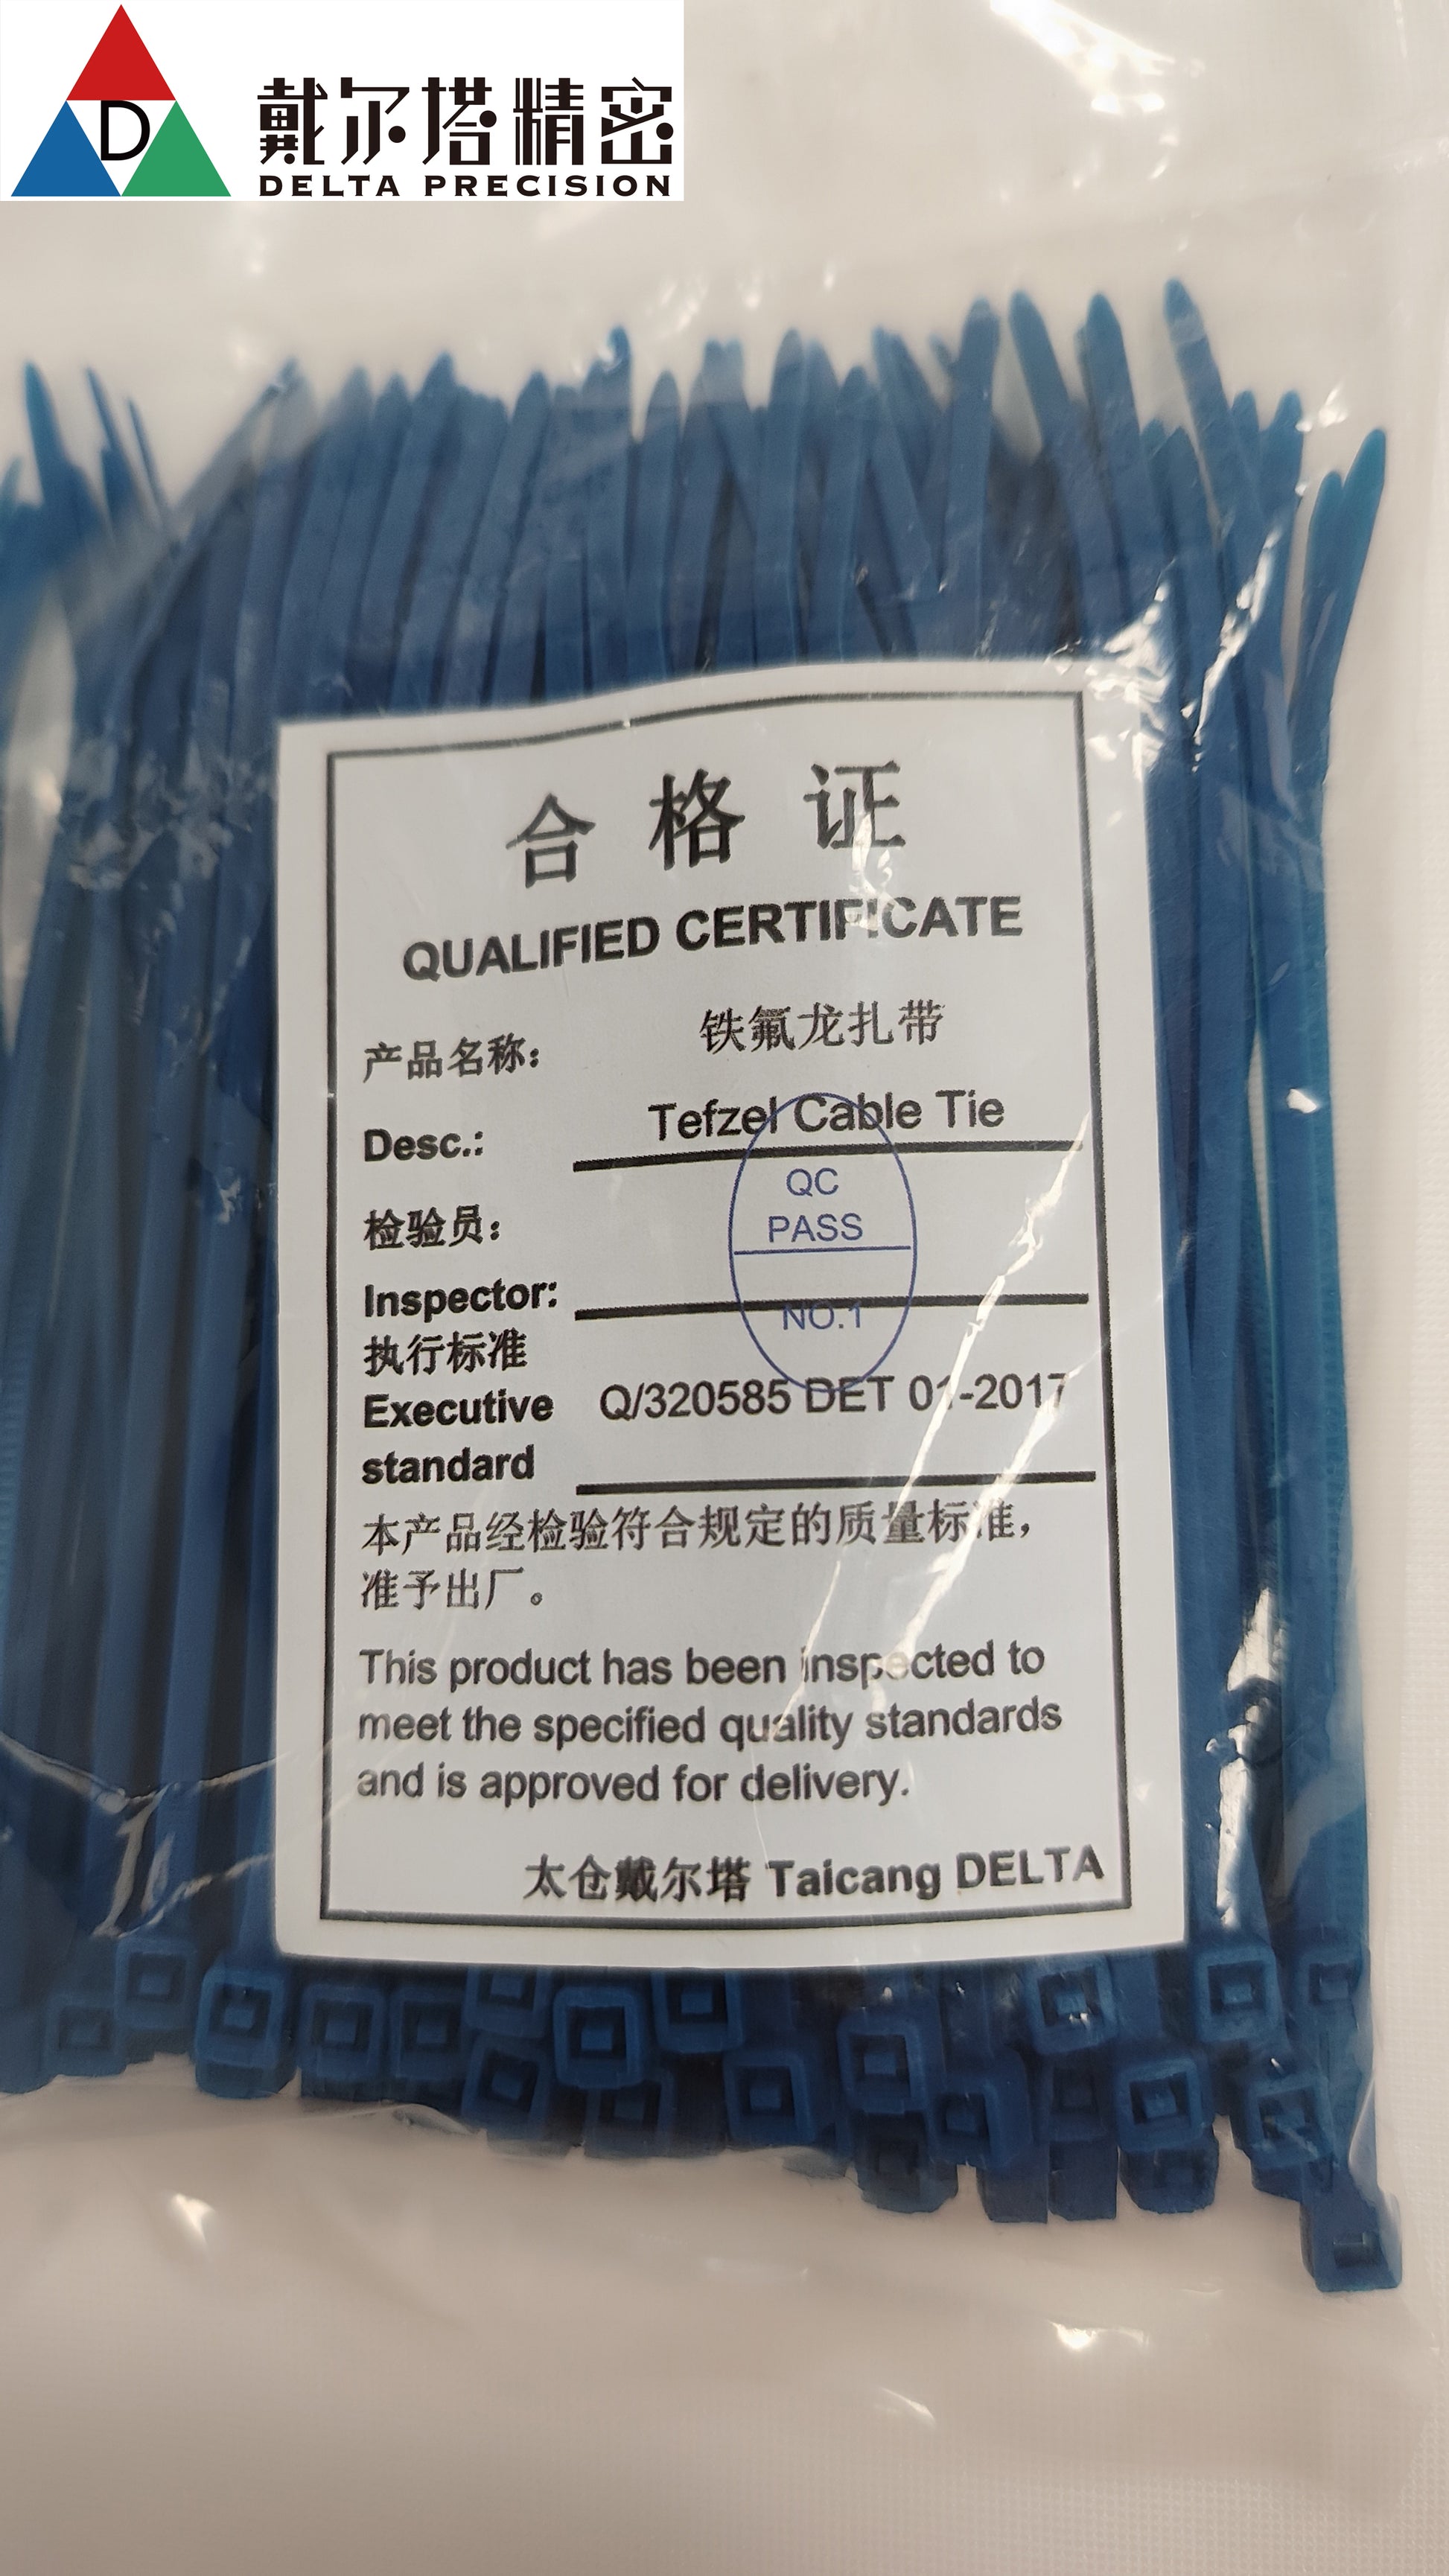 D
戴尔塔精密
DELTA PRECISION
合格证
QUALIFIED CERTIFICATE
产品名称: 铁氟龙扎带
Desc.: Tefzel Cable Tie
QC
PASS
检验员:
Inspector:
NO.1
执行标准
Executive Q/320585 DET 01-2017
standard
本产品经检验符合规定的质量标准,
准予出厂。
This product has been inspected to
meet the specified quality standards
and is approved for delivery.
太仓戴尔塔 Taicang DELTA